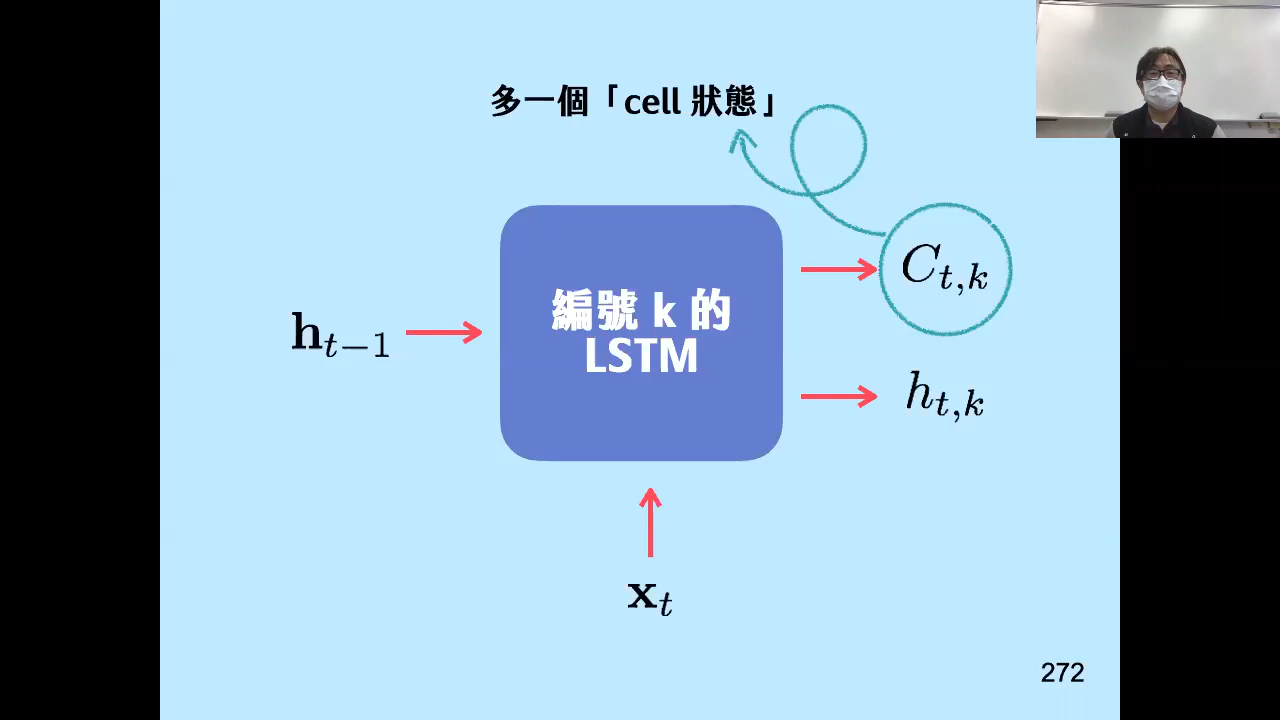 多一個「cell 狀態」
C_{t,k}
編號 k 的
LSTM
h_{t-1}
h_{t,k}
x_t
272